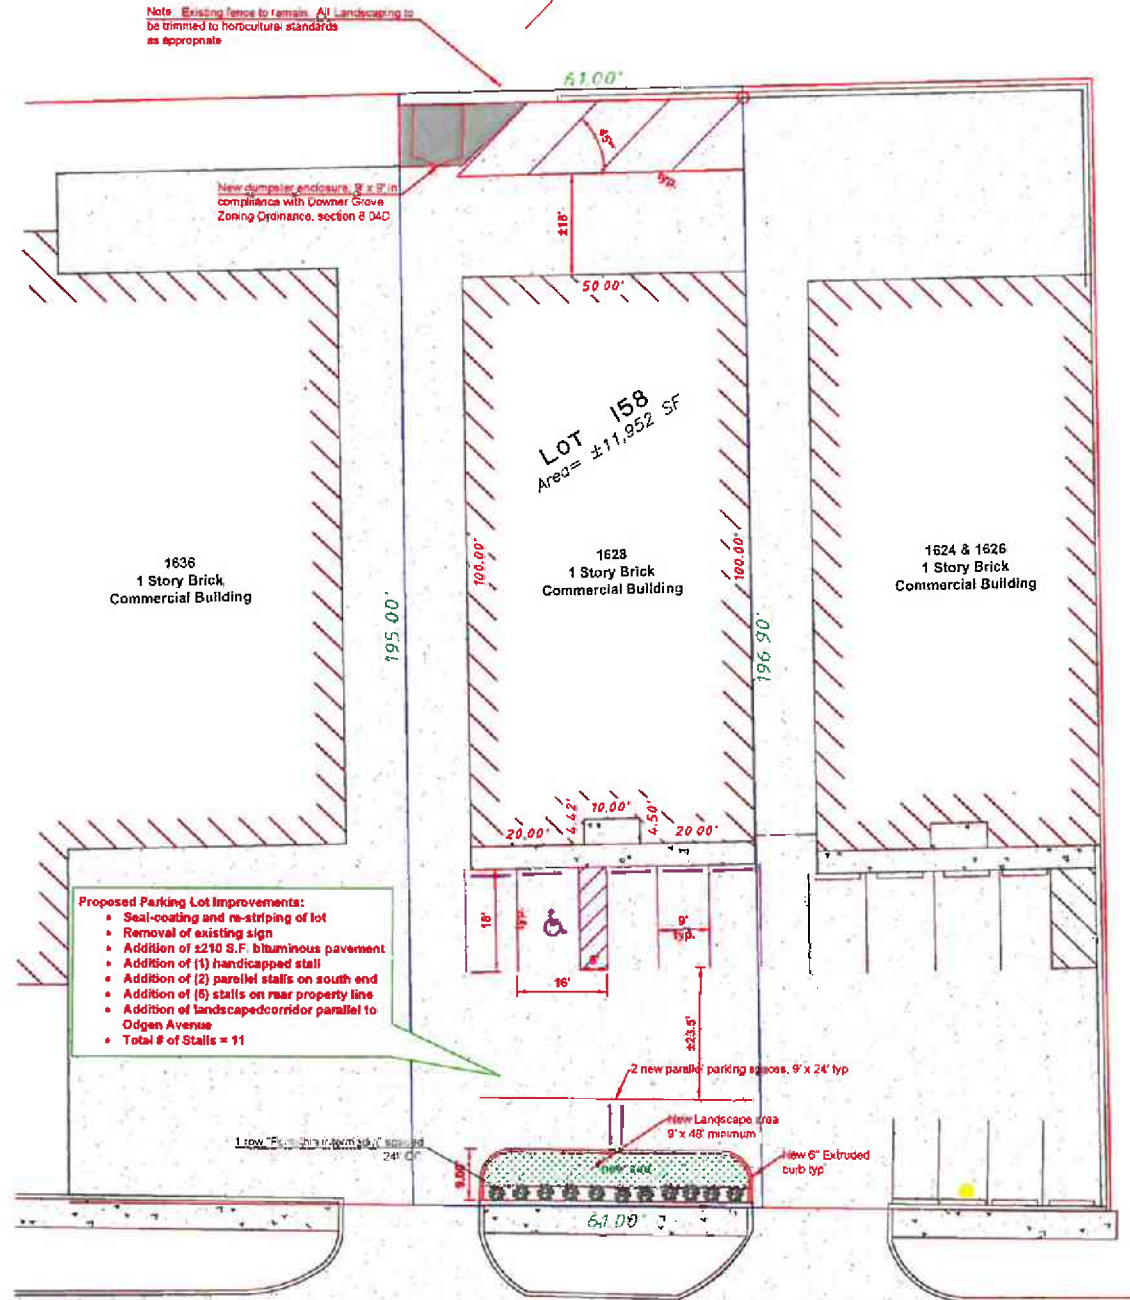 Note: Existing fence to remain. All Landscaping to
be trimmed to horticultural standards
as appropriate
61.00'
45°
typ.
New dumpster enclosure, 9' x 9' in
compliance with Downer Grove
Zoning Ordinance, section 8.04D
±18'
50.00'
LOT 158
Area= ±11,952 SF
100.00'
100.00'
1636
1 Story Brick
Commercial Building
1628
1 Story Brick
Commercial Building
1624 & 1626
1 Story Brick
Commercial Building
195.00'
196.90'
10.00'
4.42'
4.50'
20.00'
20.00'
Proposed Parking Lot Improvements:
• Seal-coating and re-striping of lot
• Removal of existing sign
• Addition of ±210 S.F. bituminous pavement
• Addition of (1) handicapped stall
• Addition of (2) parallel stalls on south end
• Addition of (5) stalls on rear property line
• Addition of landscapedcorridor parallel to
Odgen Avenue
• Total # of Stalls = 11
18'
typ.
9'
typ.
16'
±23.5'
2 new parallel parking spaces, 9' x 24' typ
New Landscape area
9' x 48' minimum
1 row spaced
24"
New 6" Extruded
curb typ
9.00'
new sod
61.00'